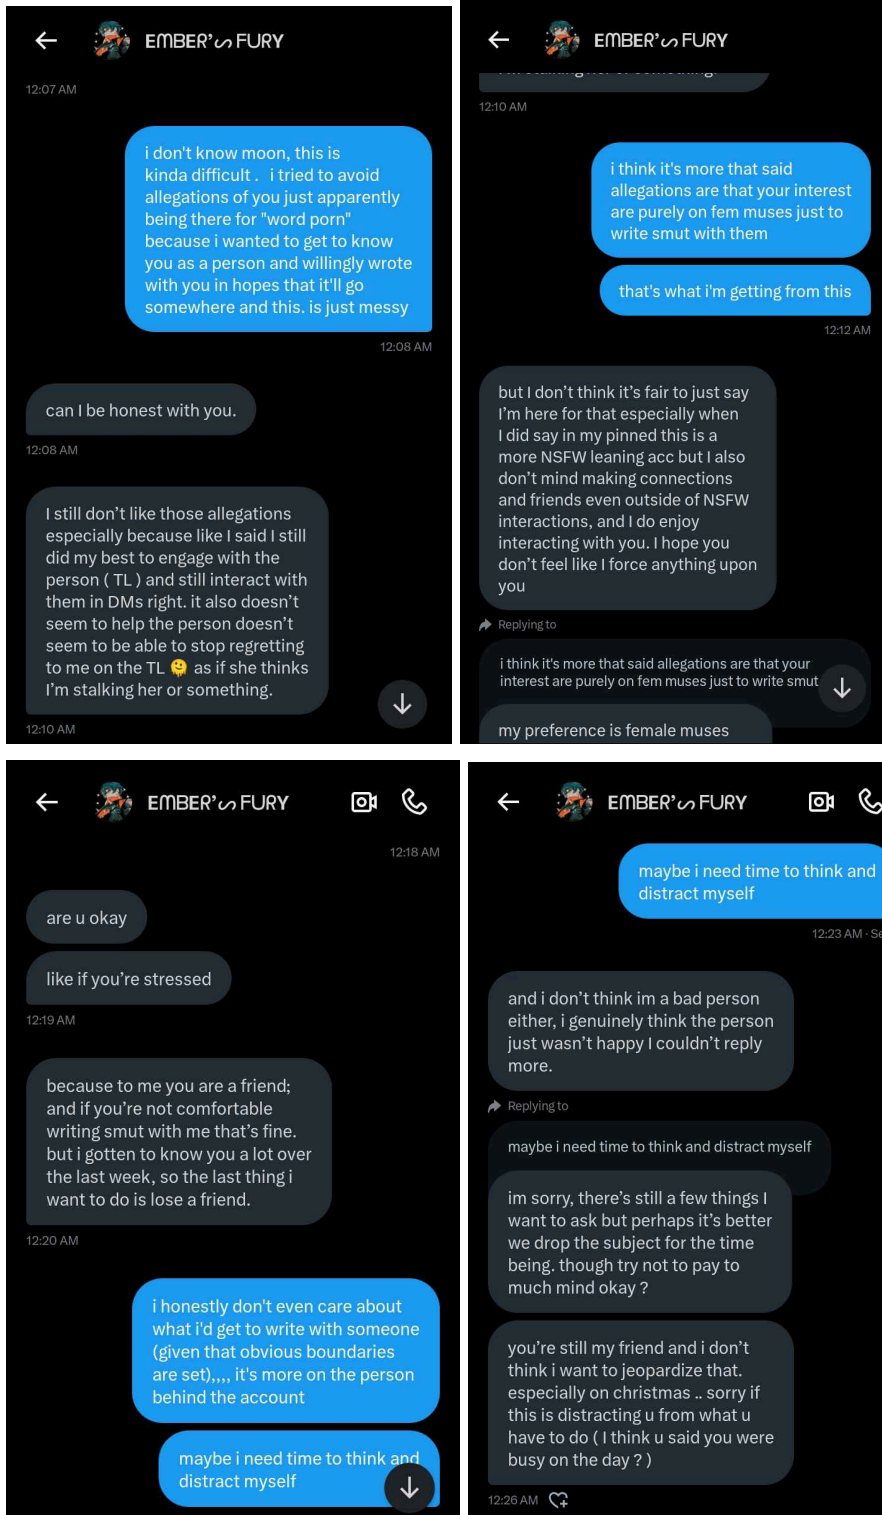 EMBER’ഗ FURY
12:07 AM
i don't know moon, this is
kinda difficult . i tried to avoid
allegations of you just apparently
being there for "word porn"
because i wanted to get to know
you as a person and willingly wrote
with you in hopes that it'll go
somewhere and this. is just messy
12:08 AM
can I be honest with you.
12:08 AM
I still don’t like those allegations
especially because like I said I still
did my best to engage with the
person ( TL ) and still interact with
them in DMs right. it also doesn’t
seem to help the person doesn’t
seem to be able to stop regretting
to me on the TL 🫠 as if she thinks
I’m stalking her or something.
12:10 AM
EMBER’ഗ FURY
12:10 AM
i think it's more that said
allegations are that your interest
are purely on fem muses just to
write smut with them
that's what i'm getting from this
12:12 AM
but I don’t think it’s fair to just say
I’m here for that especially when
I did say in my pinned this is a
more NSFW leaning acc but I also
don’t mind making connections
and friends even outside of NSFW
interactions, and I do enjoy
interacting with you. I hope you
don’t feel like I force anything upon
you
Replying to
i think it's more that said allegations are that your
interest are purely on fem muses just to write smut
my preference is female muses
EMBER’ഗ FURY
12:18 AM
are u okay
like if you’re stressed
12:19 AM
because to me you are a friend;
and if you’re not comfortable
writing smut with me that’s fine.
but i gotten to know you a lot over
the last week, so the last thing i
want to do is lose a friend.
12:20 AM
i honestly don't even care about
what i'd get to write with someone
(given that obvious boundaries
are set),,,, it's more on the person
behind the account
maybe i need time to think and
distract myself
EMBER’ഗ FURY
maybe i need time to think and
distract myself
12:23 AM · Se
and i don’t think im a bad person
either, i genuinely think the person
just wasn’t happy I couldn’t reply
more.
Replying to
maybe i need time to think and distract myself
im sorry, there’s still a few things I
want to ask but perhaps it’s better
we drop the subject for the time
being. though try not to pay to
much mind okay ?
you’re still my friend and i don’t
think i want to jeopardize that.
especially on christmas .. sorry if
this is distracting u from what u
have to do ( I think u said you were
busy on the day ? )
12:26 AM